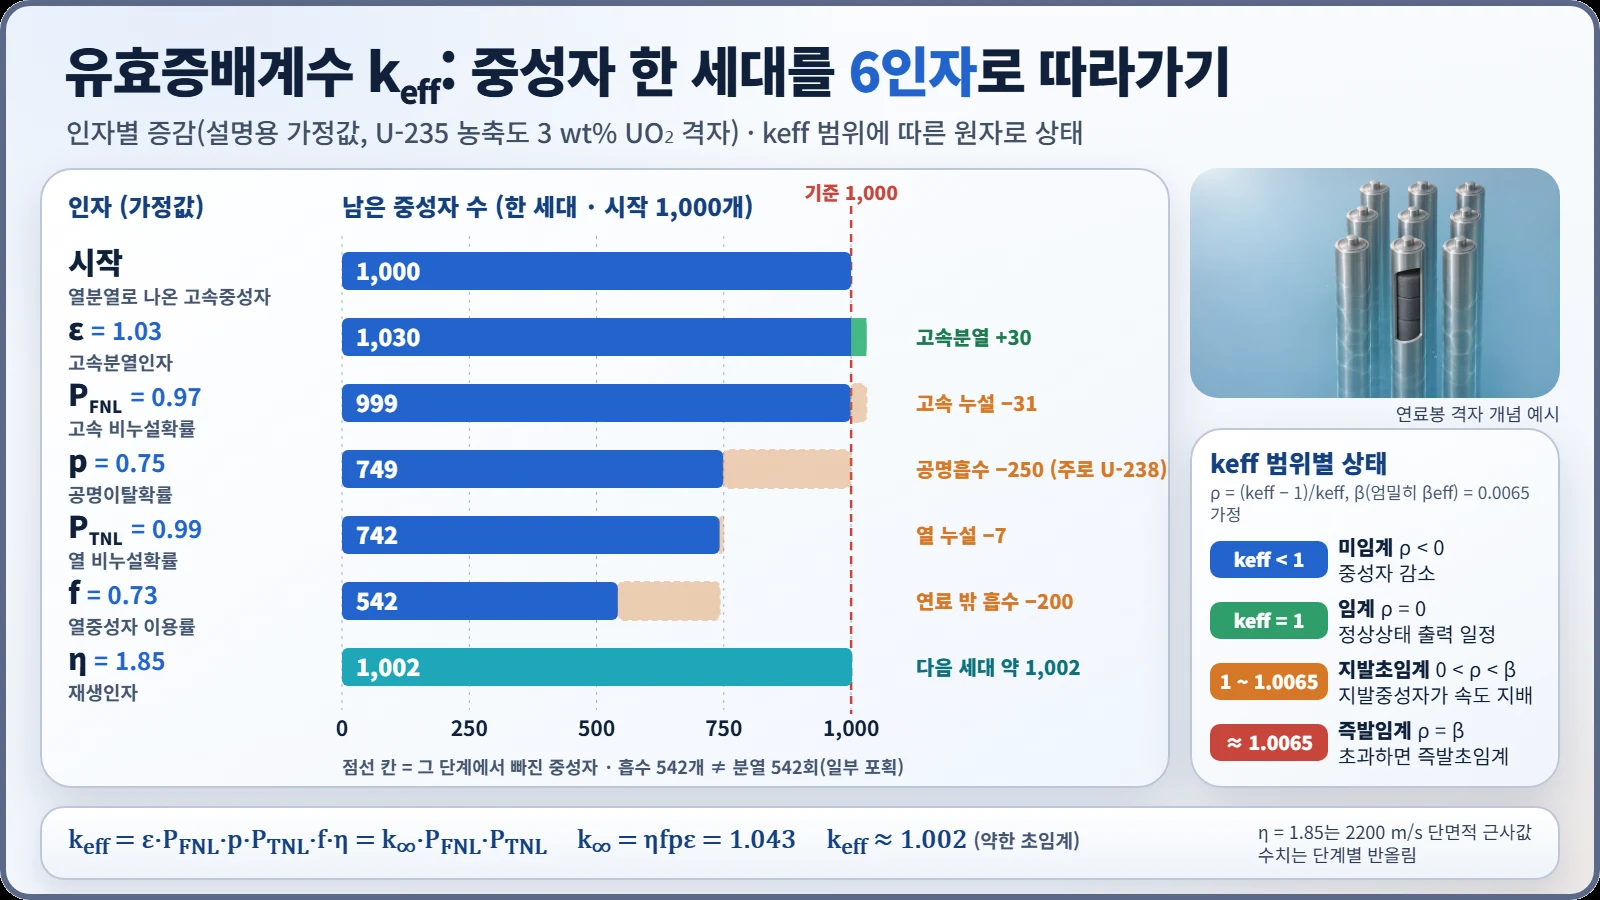 유효증배계수 keff: 중성자 한 세대를 6인자로 따라가기
인자별 증감(설명용 가정값, U-235 농축도 3 wt% UO₂ 격자) · keff 범위에 따른 원자로 상태
인자 (가정값)
남은 중성자 수 (한 세대 · 시작 1,000개)
기준 1,000
시작
열분열로 나온 고속중성자
1,000
ε = 1.03
고속분열인자
1,030
고속분열 +30
PFNL = 0.97
고속 비누설확률
999
고속 누설 −31
p = 0.75
공명이탈확률
749
공명흡수 −250 (주로 U-238)
PTNL = 0.99
열 비누설확률
742
열 누설 −7
f = 0.73
열중성자 이용률
542
연료 밖 흡수 −200
η = 1.85
재생인자
1,002
다음 세대 약 1,002
0 250 500 750 1,000
점선 칸 = 그 단계에서 빠진 중성자 · 흡수 542개 ≠ 분열 542회(일부 포획)
연료봉 격자 개념 예시
keff 범위별 상태
ρ = (keff − 1)/keff, β(엄밀히 βeff) = 0.0065
가정
keff < 1
미임계 ρ < 0
중성자 감소
keff = 1
임계 ρ = 0
정상상태 출력 일정
1 ~ 1.0065
지발초임계 0 < ρ < β
지발중성자가 속도 지배
≈ 1.0065
즉발임계 ρ = β
초과하면 즉발초임계
keff = ε·PFNL·p·PTNL·f·η = k∞·PFNL·PTNL k∞ = ηfpε = 1.043 keff ≈ 1.002 (약한 초임계)
η = 1.85는 2200 m/s 단면적 근사값
수치는 단계별 반올림